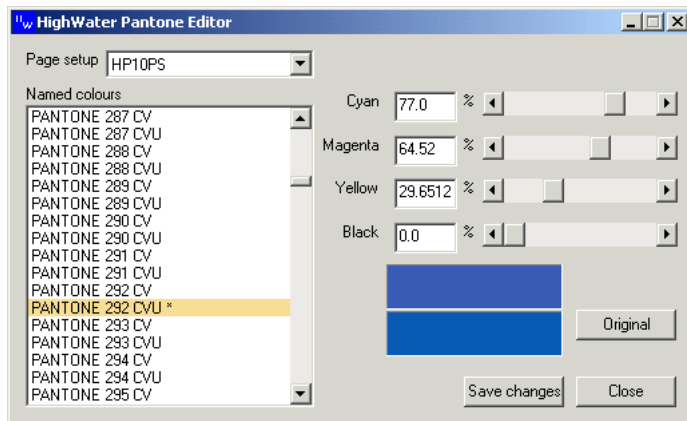 HW HighWater Pantone Editor
Page setup HP10PS
Named colours
PANTONE 287 CV
PANTONE 287 CVU
PANTONE 288 CV
PANTONE 288 CVU
PANTONE 289 CV
PANTONE 289 CVU
PANTONE 290 CV
PANTONE 290 CVU
PANTONE 291 CV
PANTONE 291 CVU
PANTONE 292 CV
PANTONE 292 CVU *
PANTONE 293 CV
PANTONE 293 CVU
PANTONE 294 CV
PANTONE 294 CVU
PANTONE 295 CV
Cyan 77.0 %
Magenta 64.52 %
Yellow 29.6512 %
Black 0.0 %
Original
Save changes Close